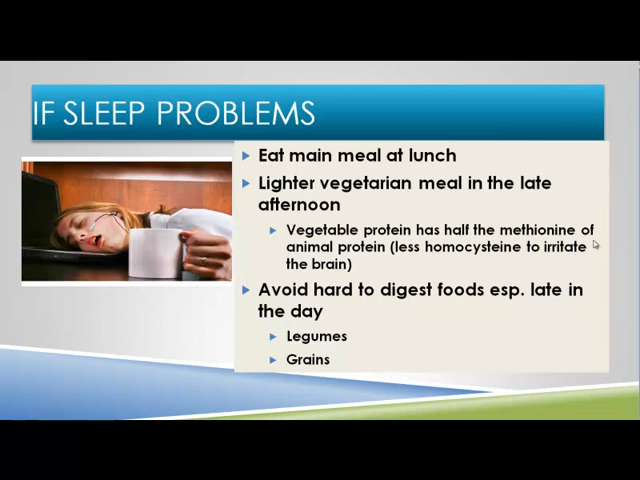 IF SLEEP PROBLEMS
Eat main meal at lunch
Lighter vegetarian meal in the late
afternoon
Vegetable protein has half the methionine of
animal protein (less homocysteine to irritate
the brain)
Avoid hard to digest foods esp. late in
the day
Legumes
Grains